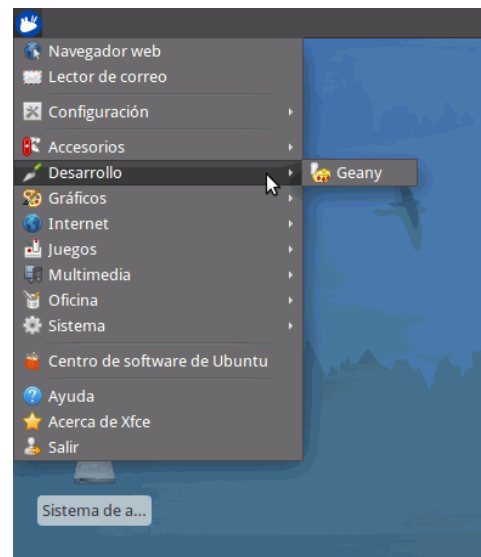 Navegador web
Lector de correo
Configuración
Accesorios
Desarrollo
Geany
Gráficos
Internet
Juegos
Multimedia
Oficina
Sistema
Centro de software de Ubuntu
Ayuda
Acerca de Xfce
Salir
Sistema de a...